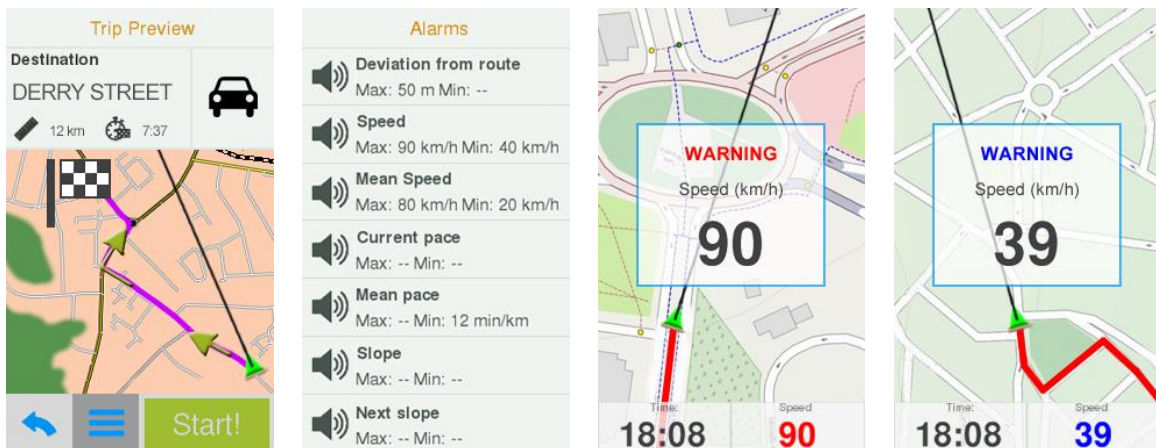 Trip Preview
Destination
DERRY STREET
12 km 7:37
Start!
Alarms
Deviation from route
Max: 50 m Min: --
Speed
Max: 90 km/h Min: 40 km/h
Mean Speed
Max: 80 km/h Min: 20 km/h
Current pace
Max: -- Min: --
Mean pace
Max: -- Min: 12 min/km
Slope
Max: -- Min: --
Next slope
Max: -- Min: --
WARNING
Speed (km/h)
90
Time: Speed
18:08 90
WARNING
Speed (km/h)
39
Time: Speed
18:08 39